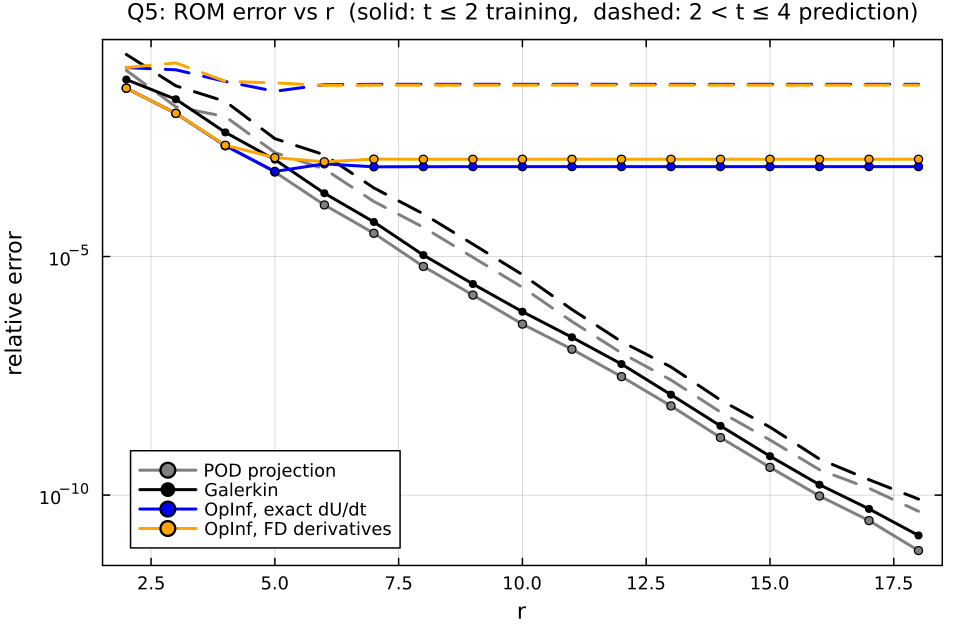 Q5: ROM error vs r (solid: t ≤ 2 training, dashed: 2 < t ≤ 4 prediction)
relative error
10⁻⁵
10⁻¹⁰
POD projection
Galerkin
OpInf, exact dU/dt
OpInf, FD derivatives
2.5 5.0 7.5 10.0 12.5 15.0 17.5
r